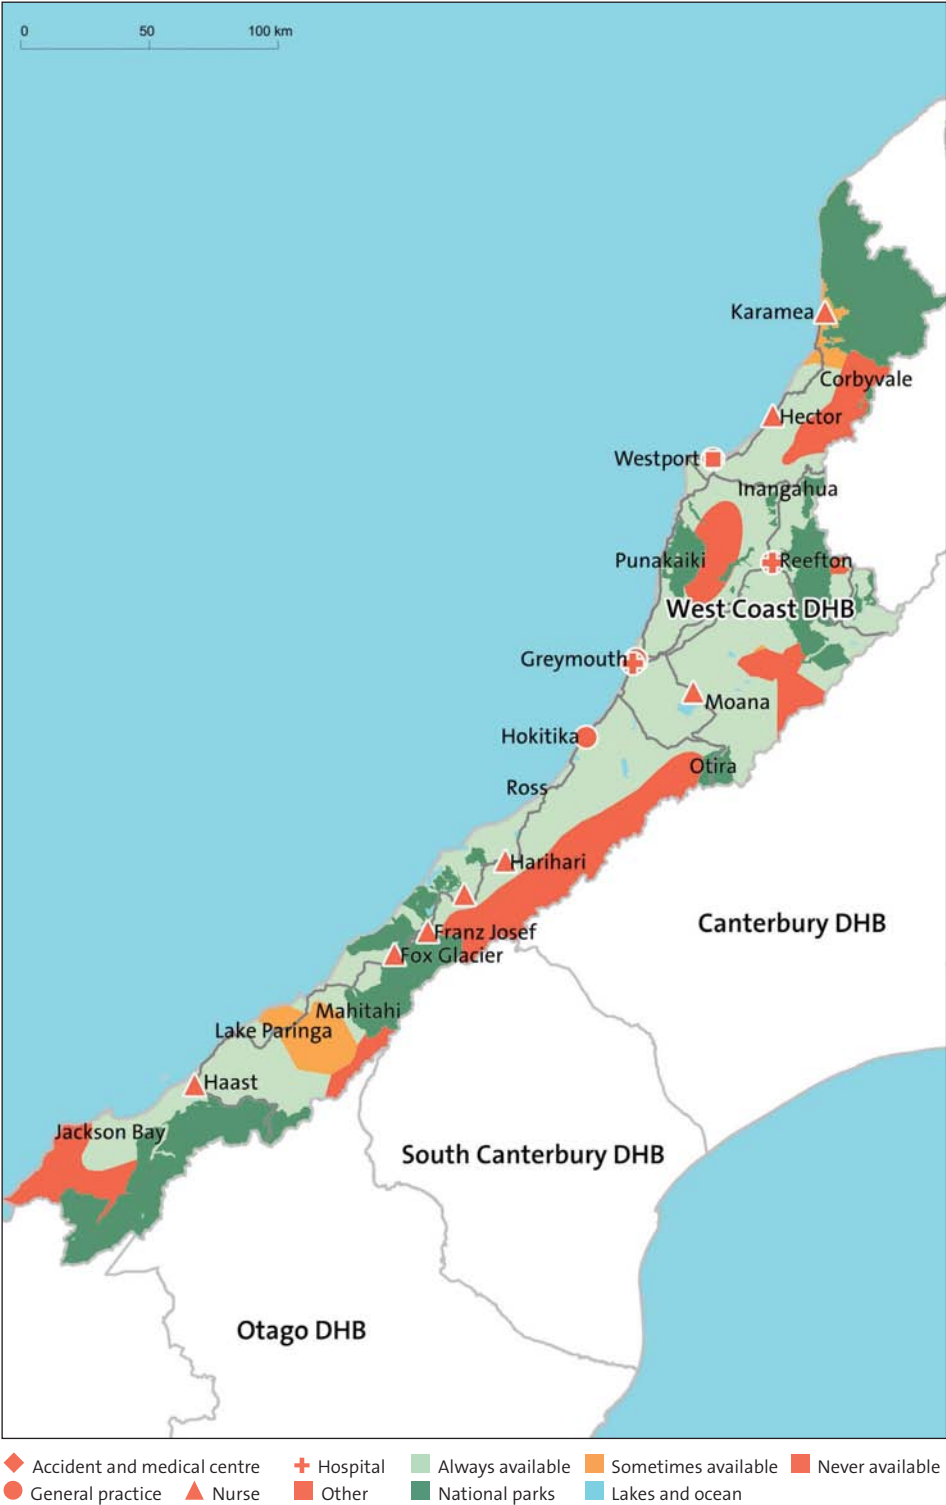 0 50 100 km
Karamea
Corbyvale
Hector
Westport
Inangahua
Punakaiki
Reefton
West Coast DHB
Greymouth
Moana
Hokitika
Otira
Ross
Harihari
Canterbury DHB
Franz Josef
Fox Glacier
Mahitahi
Lake Paringa
Haast
Jackson Bay
South Canterbury DHB
Otago DHB
Accident and medical centre Hospital Always available Sometimes available Never available
General practice Nurse Other National parks Lakes and ocean